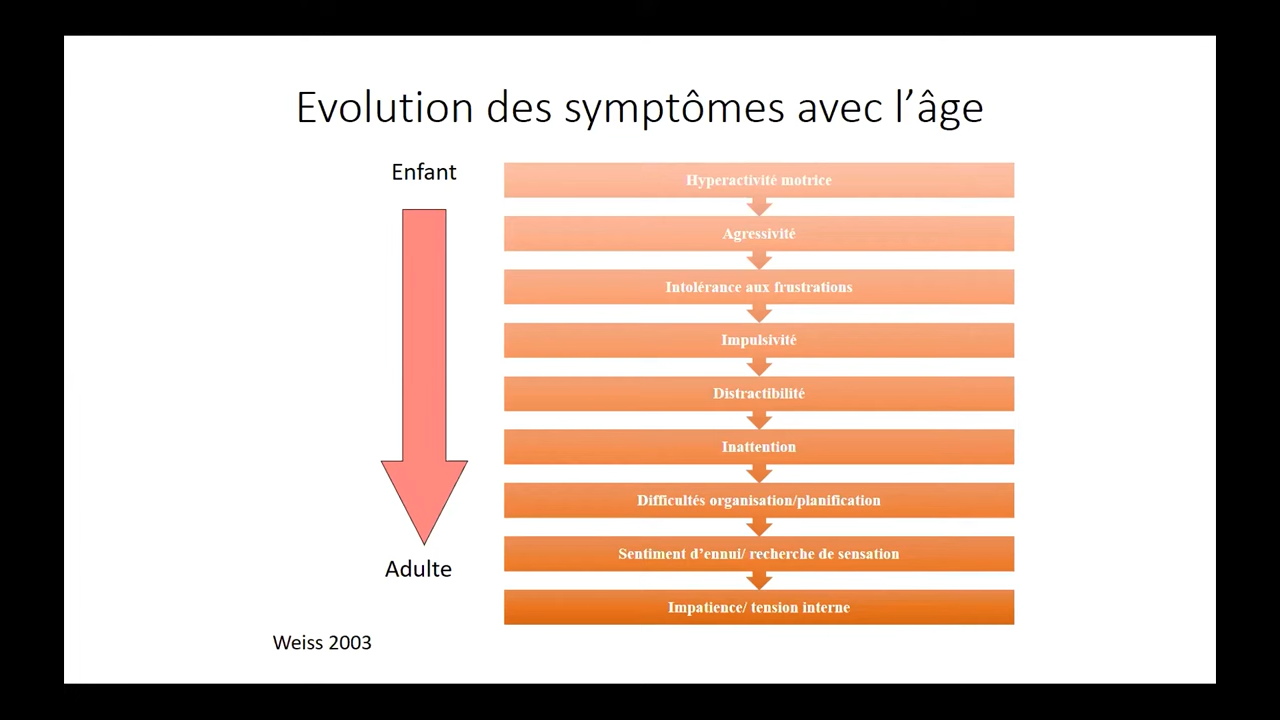 Evolution des symptômes avec l’âge
Enfant
Hyperactivité motrice
Agressivité
Intolérance aux frustrations
Impulsivité
Distractibilité
Inattention
Difficultés organisation/planification
Sentiment d’ennui/ recherche de sensation
Adulte
Impatience/ tension interne
Weiss 2003